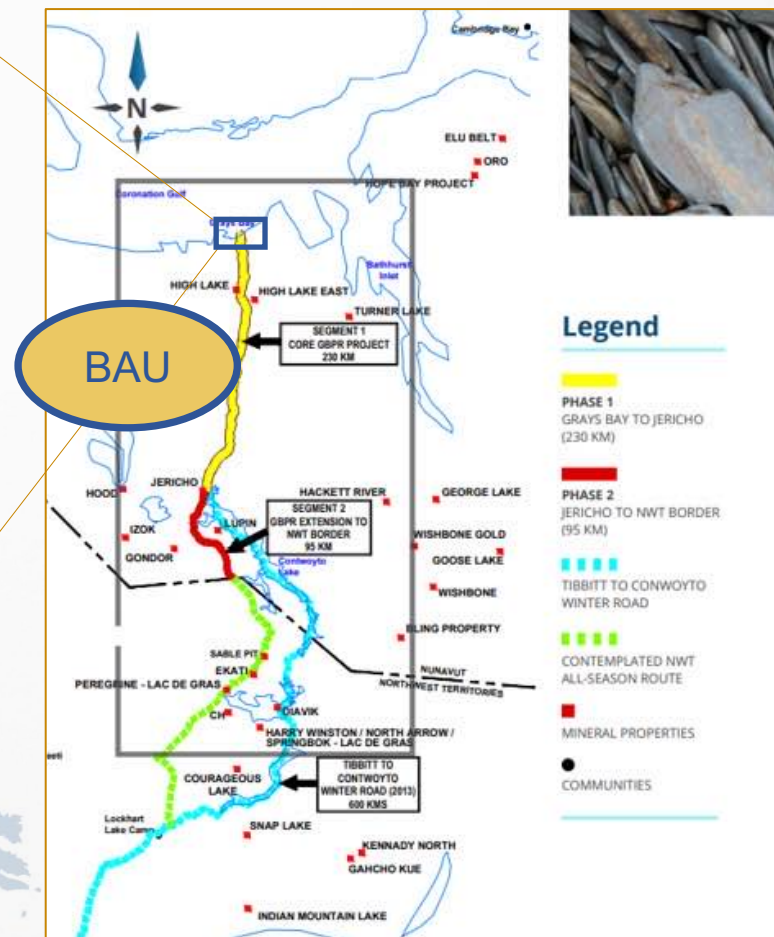 Cambridge Bay
N
ELU BELT
ORO
HOPE BAY PROJECT
Coronation Gulf
Grays Bay
Bathhurst
Inlet
HIGH LAKE
HIGH LAKE EAST
TURNER LAKE
SEGMENT 1
CORE GBPR PROJECT
230 KM
BAU
JERICHO
HOOD
HACKETT RIVER
GEORGE LAKE
SEGMENT 2
GBPR EXTENSION TO
NWT BORDER
95 KM
LUPIN
IZOK
GONDOR
WISHBONE GOLD
GOOSE LAKE
Contwoyto
Lake
WISHBONE
BLING PROPERTY
SABLE PIT
EKATI
NUNAVUT
NORTHWEST TERRITORIES
PEREGRINE - LAC DE GRAS
CH
DIAVIK
HARRY WINSTON / NORTH ARROW /
SPRINGBOK - LAC DE GRAS
eeti
COURAGEOUS
LAKE
TIBBITT TO
CONTWOYTO
WINTER ROAD (2013)
600 KMS
Lockhart
Lake Camp
SNAP LAKE
KENNADY NORTH
GAHCHO KUE
INDIAN MOUNTAIN LAKE
Legend
PHASE 1
GRAYS BAY TO JERICHO
(230 KM)
PHASE 2
JERICHO TO NWT BORDER
(95 KM)
TIBBITT TO CONWOYTO
WINTER ROAD
CONTEMPLATED NWT
ALL-SEASON ROUTE
MINERAL PROPERTIES
COMMUNITIES